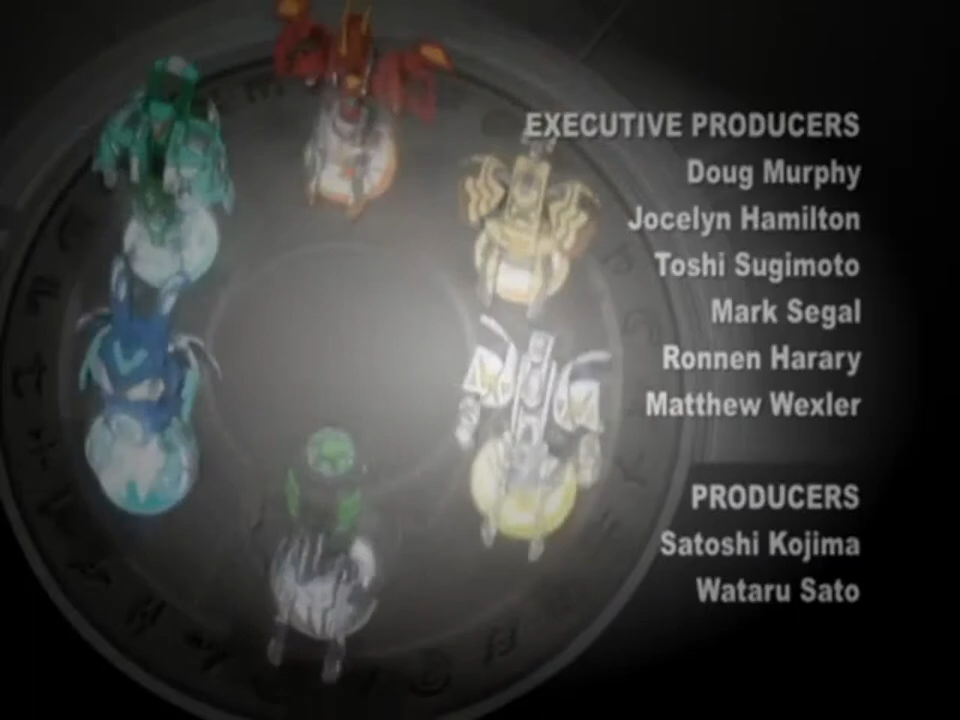 EXECUTIVE PRODUCERS
Doug Murphy
Jocelyn Hamilton
Toshi Sugimoto
Mark Segal
Ronnen Harary
Matthew Wexler
PRODUCERS
Satoshi Kojima
Wataru Sato